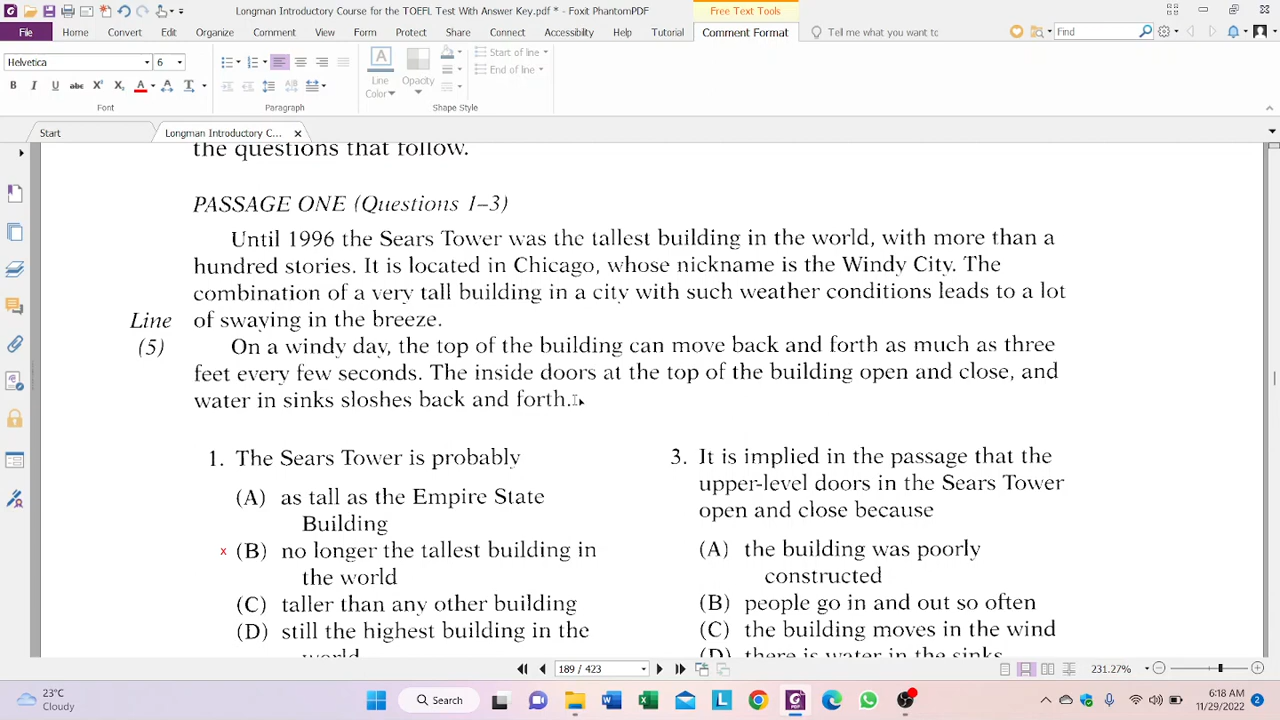 Longman Introductory Course for the TOEFL Test With Answer Key.pdf * - Foxit PhantomPDF
Free Text Tools
File Home Convert Edit Organize Comment View Form Protect Share Connect Accessibility Help Tutorial Comment Format Tell me what you want to d Find
Helvetica 6
Line Color Opacity Start of line End of line
Font Paragraph Shape Style
Start Longman Introductory C...
the questions that follow.
PASSAGE ONE (Questions 1–3)
Until 1996 the Sears Tower was the tallest building in the world, with more than a
hundred stories. It is located in Chicago, whose nickname is the Windy City. The
combination of a very tall building in a city with such weather conditions leads to a lot
Line of swaying in the breeze.
(5) On a windy day, the top of the building can move back and forth as much as three
feet every few seconds. The inside doors at the top of the building open and close, and
water in sinks sloshes back and forth.
1. The Sears Tower is probably
(A) as tall as the Empire State
Building
x (B) no longer the tallest building in
the world
(C) taller than any other building
(D) still the highest building in the
world
3. It is implied in the passage that the
upper-level doors in the Sears Tower
open and close because
(A) the building was poorly
constructed
(B) people go in and out so often
(C) the building moves in the wind
(D) there is water in the sinks
189 / 423 231.27%
23°C
Cloudy
Search
6:18 AM
11/29/2022
2